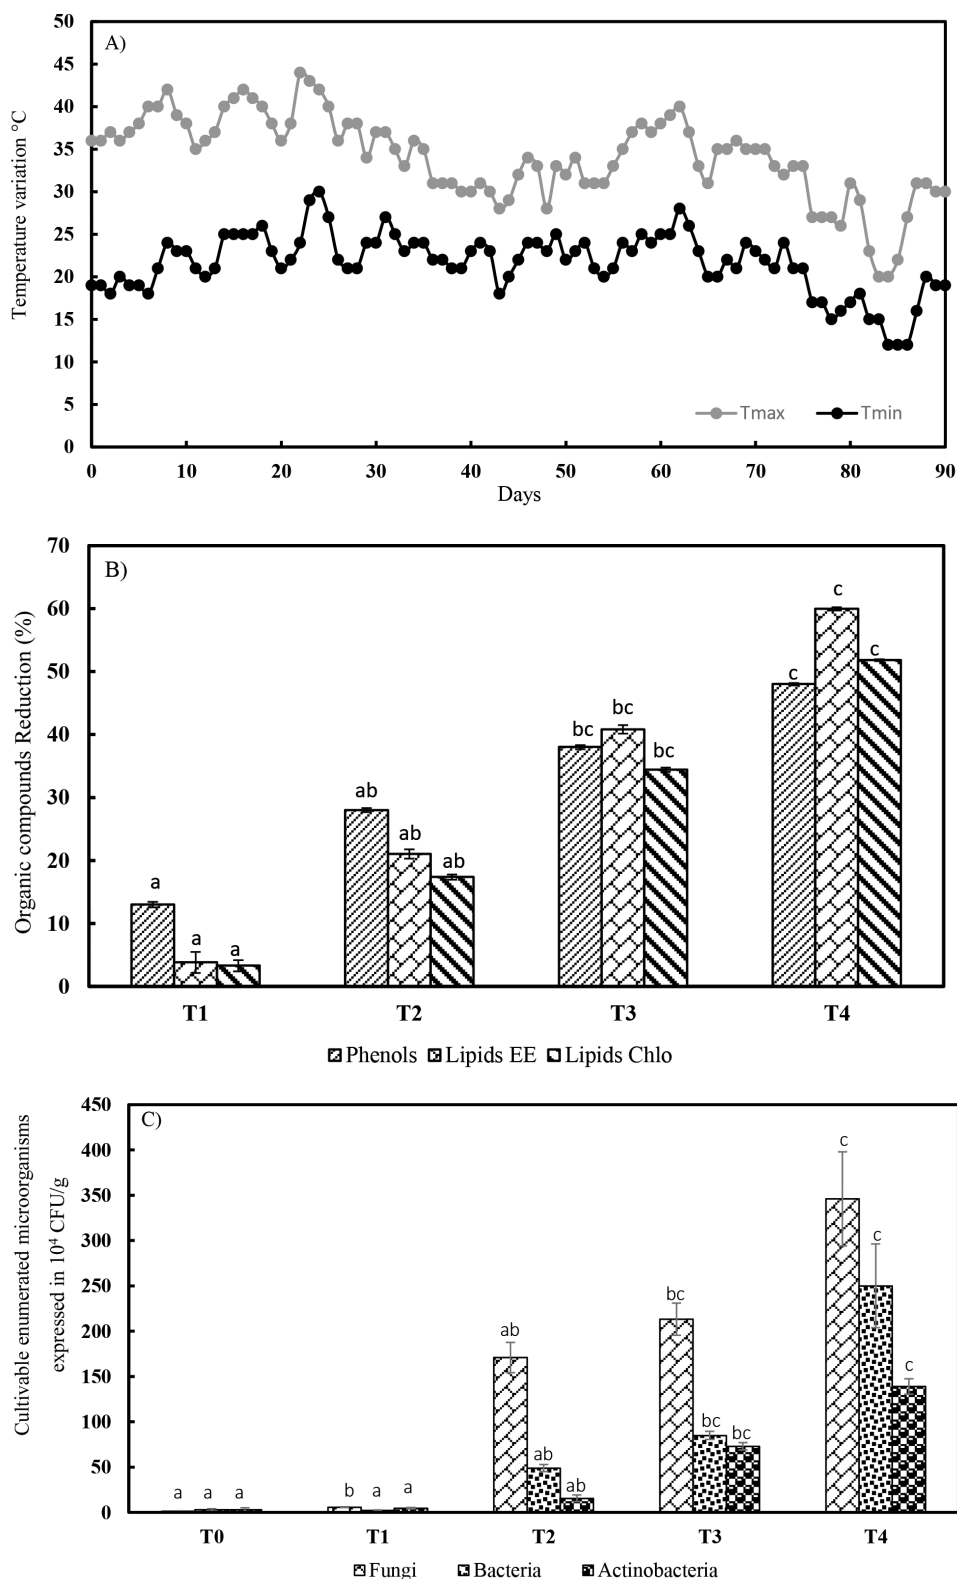 A)
50
45
40
35
30
25
20
15
10
5
0
Temperature variation °C
Tmax Tmin
0 10 20 30 40 50 60 70 80 90
Days
B)
70
60
50
40
30
20
10
0
Organic compounds Reduction (%)
a a a
ab ab ab
bc bc bc
c c c
T1 T2 T3 T4
Phenols Lipids EE Lipids Chlo
C)
450
400
350
300
250
200
150
100
50
0
Cultivable enumerated microorganisms
expressed in 10⁴ CFU/g
a a a
b a a
ab ab ab
bc bc bc
c c c
T0 T1 T2 T3 T4
Fungi Bacteria Actinobacteria